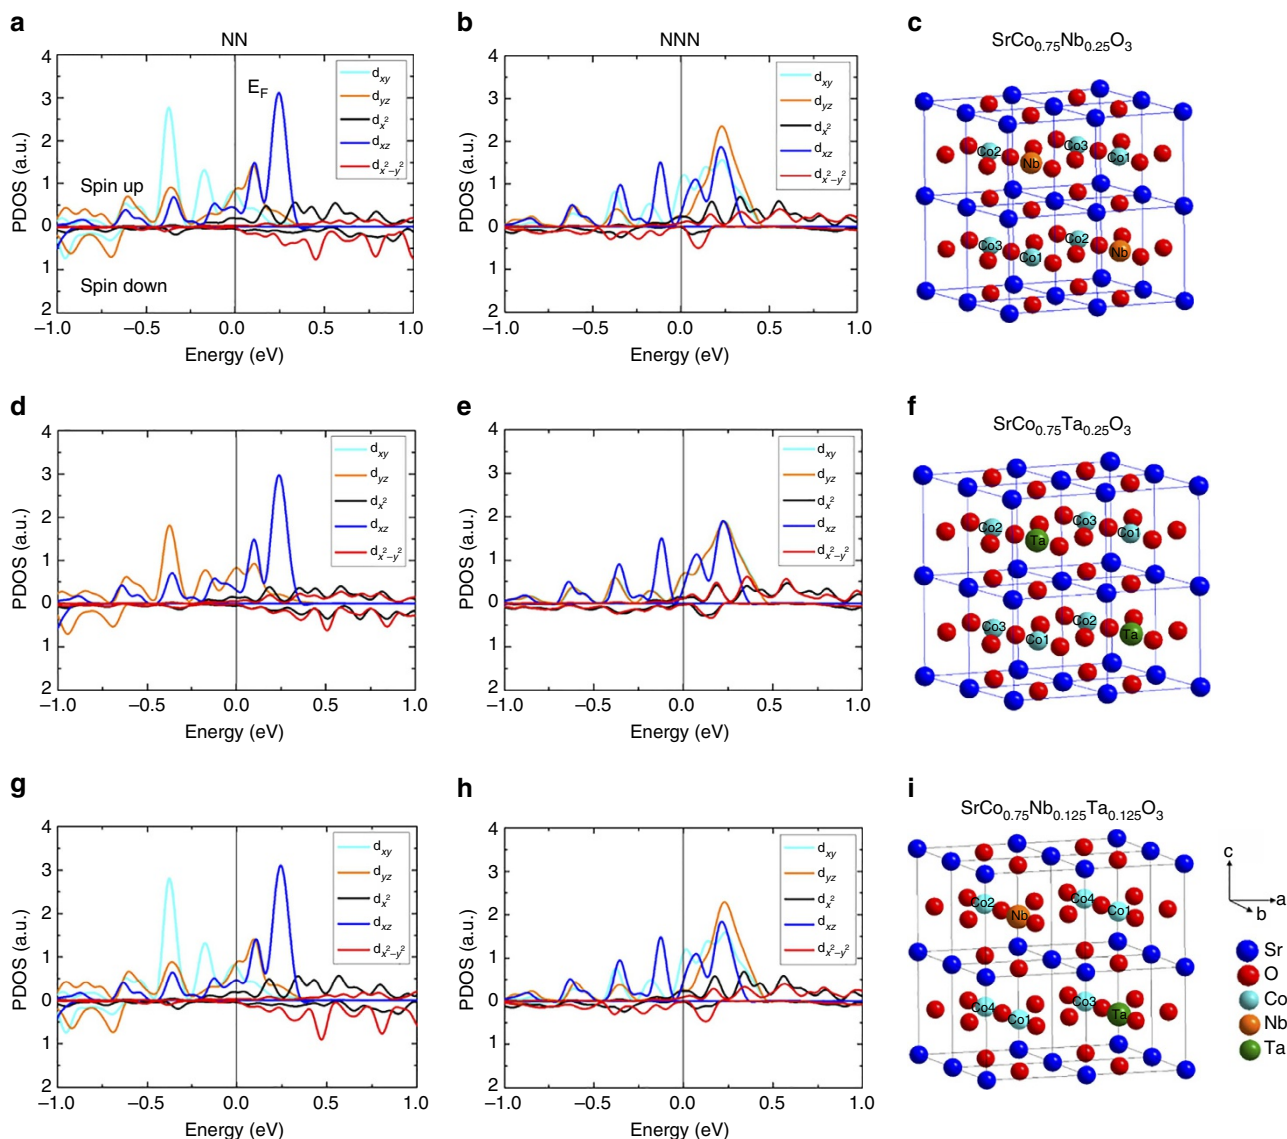 a
NN
4
3
2
1
0
1
2
PDOS (a.u.)
Spin up
Spin down
E_F
d_xy
d_yz
d_x²
d_xz
d_x²−y²
−1.0 −0.5 0.0 0.5 1.0
Energy (eV)
b
NNN
4
3
2
1
0
1
2
PDOS (a.u.)
d_xy
d_yz
d_x²
d_xz
d_x²−y²
−1.0 −0.5 0.0 0.5 1.0
Energy (eV)
c
SrCo₀.₇₅Nb₀.₂₅O₃
Co2 Nb Co3 Co1
Co3 Co1 Co2 Nb
d
4
3
2
1
0
1
2
PDOS (a.u.)
d_xy
d_yz
d_x²
d_xz
d_x²−y²
−1.0 −0.5 0.0 0.5 1.0
Energy (eV)
e
4
3
2
1
0
1
2
PDOS (a.u.)
d_xy
d_yz
d_x²
d_xz
d_x²−y²
−1.0 −0.5 0.0 0.5 1.0
Energy (eV)
f
SrCo₀.₇₅Ta₀.₂₅O₃
Co2 Ta Co3 Co1
Co3 Co1 Co2 Ta
g
4
3
2
1
0
1
2
PDOS (a.u.)
d_xy
d_yz
d_x²
d_xz
d_x²−y²
−1.0 −0.5 0.0 0.5 1.0
Energy (eV)
h
4
3
2
1
0
1
2
PDOS (a.u.)
d_xy
d_yz
d_x²
d_xz
d_x²−y²
−1.0 −0.5 0.0 0.5 1.0
Energy (eV)
i
SrCo₀.₇₅Nb₀.₁₂₅Ta₀.₁₂₅O₃
Co2 Nb Co4 Co1
Co4 Co1 Co3 Ta
c
a
b
Sr
O
Co
Nb
Ta